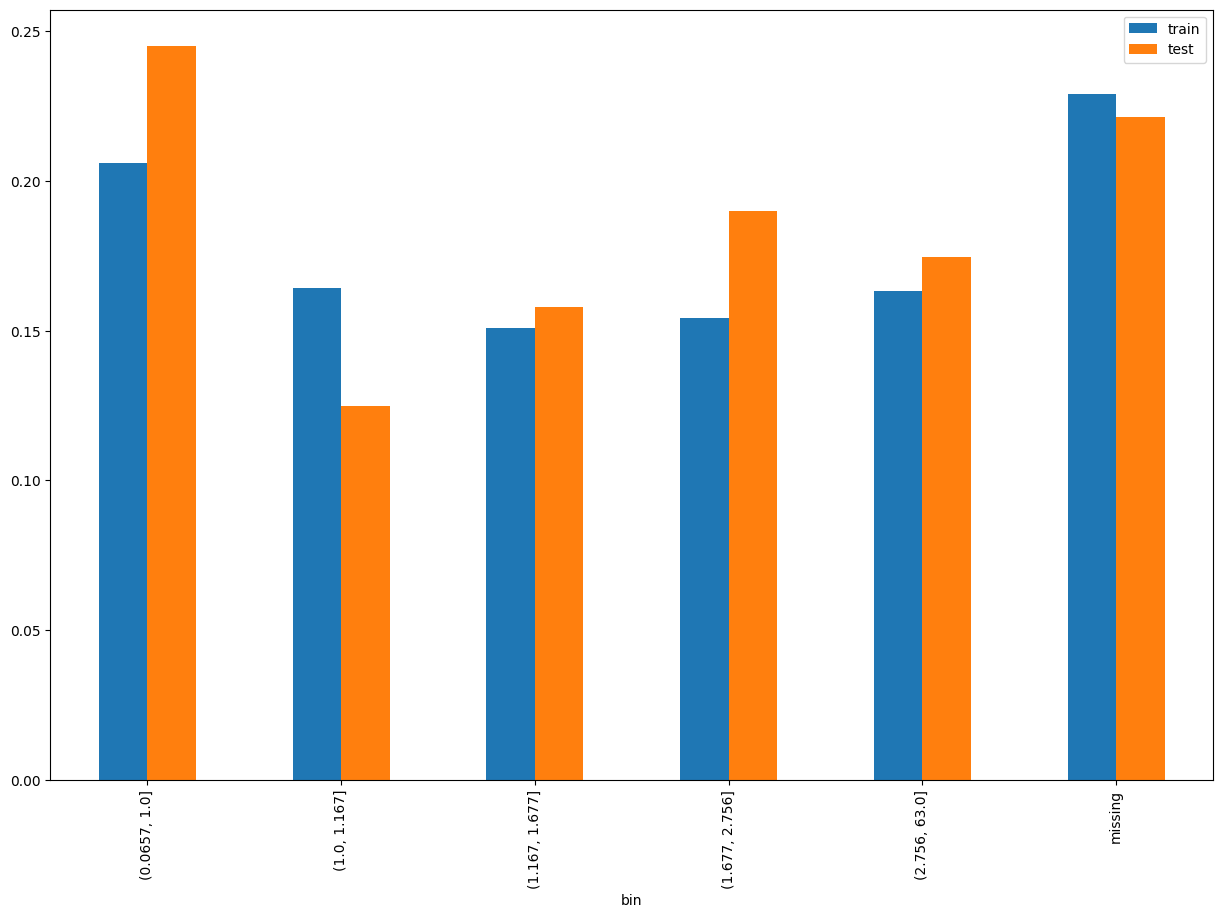 train
test
0.25
0.20
0.15
0.10
0.05
0.00
(0.0657, 1.0]
(1.0, 1.167]
(1.167, 1.677]
(1.677, 2.756]
(2.756, 63.0]
missing
bin